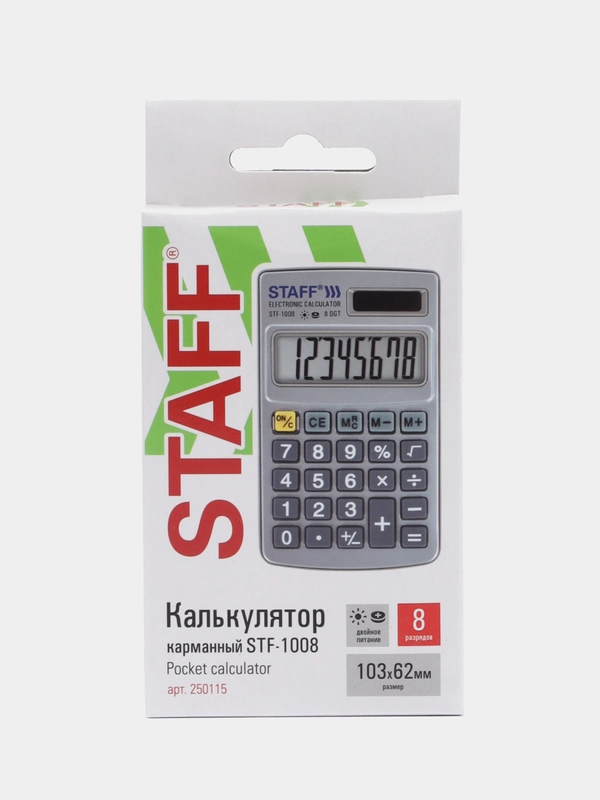 STAFF®
STAFF®
ELECTRONIC CALCULATOR
STF-1008 8 DGT
12345678
ON/C CE MRC M− M+
7 8 9 % √
4 5 6 × ÷
1 2 3 + −
0 . +/− =
Калькулятор
карманный STF-1008
Pocket calculator
арт. 250115
двойное
питание
8
разрядов
103x62мм
размер